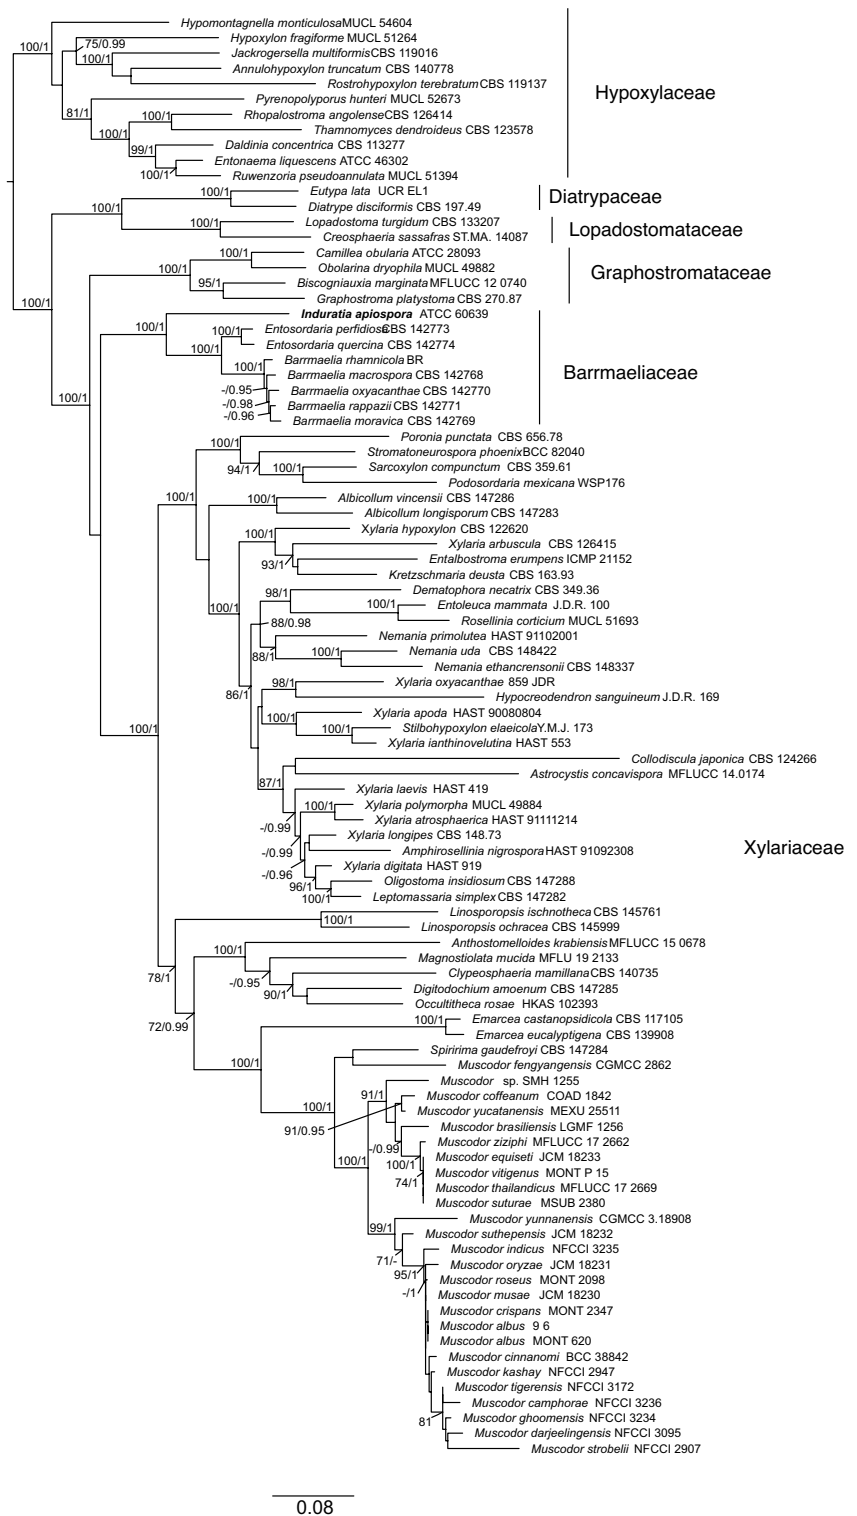 Hypomontagnella monticulosaMUCL 54604
100/1
75/0.99
Hypoxylon fragiforme MUCL 51264
100/1
Jackrogersella multiformisCBS 119016
Annulohypoxylon truncatum CBS 140778
Rostrohypoxylon terebratumCBS 119137
Hypoxylaceae
Pyrenopolyporus hunteri MUCL 52673
81/1
100/1
Rhopalostroma angolenseCBS 126414
100/1
Thamnomyces dendroideus CBS 123578
99/1
Daldinia concentrica CBS 113277
Entonaema liquescens ATCC 46302
100/1
Ruwenzoria pseudoannulata MUCL 51394
100/1
Eutypa lata UCR EL1
Diatrypaceae
100/1
Diatrype disciformis CBS 197.49
100/1
Lopadostoma turgidum CBS 133207
Lopadostomataceae
Creosphaeria sassafras ST.MA. 14087
100/1
Camillea obularia ATCC 28093
100/1
Obolarina dryophila MUCL 49882
Graphostromataceae
95/1
Biscogniauxia marginataMFLUCC 12 0740
Graphostroma platystoma CBS 270.87
100/1
Induratia apiospora ATCC 60639
100/1
100/1
Entosordaria perfidiosaCBS 142773
100/1
Entosordaria quercina CBS 142774
Barrmaelia rhamnicola BR
100/1
Barrmaelia macrospora CBS 142768
Barrmaeliaceae
-/0.95
Barrmaelia oxyacanthae CBS 142770
-/0.98
Barrmaelia rappazii CBS 142771
100/1
-/0.96
Barrmaelia moravica CBS 142769
Poronia punctata CBS 656.78
100/1
Stromatoneurospora phoenixBCC 82040
94/1
100/1
Sarcoxylon compunctum CBS 359.61
Podosordaria mexicana WSP176
100/1
100/1
Albicollum vincensii CBS 147286
Albicollum longisporum CBS 147283
100/1
Xylaria hypoxylon CBS 122620
Xylaria arbuscula CBS 126415
93/1
Entalbostroma erumpens ICMP 21152
Kretzschmaria deusta CBS 163.93
98/1
Dematophora necatrix CBS 349.36
100/1
100/1
Entoleuca mammata J.D.R. 100
88/0.98
Rosellinia corticium MUCL 51693
Nemania primolutea HAST 91102001
88/1
100/1
Nemania uda CBS 148422
Nemania ethancrensonii CBS 148337
98/1
Xylaria oxyacanthae 859 JDR
86/1
Hypocreodendron sanguineum J.D.R. 169
100/1
Xylaria apoda HAST 90080804
100/1
Stilbohypoxylon elaeicolaY.M.J. 173
100/1
Xylaria ianthinovelutina HAST 553
Collodiscula japonica CBS 124266
87/1
Astrocystis concavispora MFLUCC 14.0174
Xylaria laevis HAST 419
100/1
Xylaria polymorpha MUCL 49884
Xylaria atrosphaerica HAST 91111214
-/0.99
Xylaria longipes CBS 148.73
-/0.99
Amphirosellinia nigrosporaHAST 91092308
Xylariaceae
Xylaria digitata HAST 919
-/0.96
96/1
Oligostoma insidiosum CBS 147288
100/1
Leptomassaria simplex CBS 147282
Linosporopsis ischnotheca CBS 145761
100/1
Linosporopsis ochracea CBS 145999
Anthostomelloides krabiensis MFLUCC 15 0678
100/1
Magnostiolata mucida MFLU 19 2133
78/1
Clypeosphaeria mamillanaCBS 140735
-/0.95
Digitodochium amoenum CBS 147285
90/1
Occultitheca rosae HKAS 102393
72/0.99
100/1
Emarcea castanopsidicola CBS 117105
Emarcea eucalyptigena CBS 139908
Spiririma gaudefroyi CBS 147284
100/1
Muscodor fengyangensis CGMCC 2862
Muscodor sp. SMH 1255
91/1
Muscodor coffeanum COAD 1842
100/1
Muscodor yucatanensis MEXU 25511
Muscodor brasiliensis LGMF 1256
91/0.95
Muscodor ziziphi MFLUCC 17 2662
-/0.99
Muscodor equiseti JCM 18233
100/1
100/1
Muscodor vitigenus MONT P 15
74/1
Muscodor thailandicus MFLUCC 17 2669
Muscodor suturae MSUB 2380
Muscodor yunnanensis CGMCC 3.18908
99/1
Muscodor suthepensis JCM 18232
Muscodor indicus NFCCI 3235
71/-
Muscodor oryzae JCM 18231
95/1
Muscodor roseus MONT 2098
-/1
Muscodor musae JCM 18230
Muscodor crispans MONT 2347
Muscodor albus 9 6
Muscodor albus MONT 620
Muscodor cinnanomi BCC 38842
Muscodor kashay NFCCI 2947
Muscodor tigerensis NFCCI 3172
Muscodor camphorae NFCCI 3236
81
Muscodor ghoomensis NFCCI 3234
Muscodor darjeelingensis NFCCI 3095
Muscodor strobelii NFCCI 2907
0.08